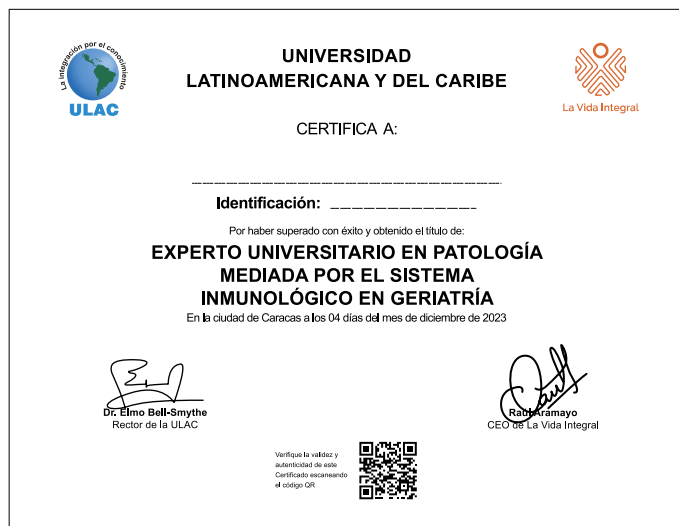 La integración por el conocimiento
ULAC
UNIVERSIDAD
LATINOAMERICANA Y DEL CARIBE
La Vida Integral
CERTIFICA A:
Identificación:
Por haber superado con éxito y obtenido el título de:
EXPERTO UNIVERSITARIO EN PATOLOGÍA
MEDIADA POR EL SISTEMA
INMUNOLÓGICO EN GERIATRÍA
En la ciudad de Caracas a los 04 días del mes de diciembre de 2023
Dr. Elmo Bell-Smythe
Rector de la ULAC
Raúl Aramayo
CEO de La Vida Integral
Verifique la validez y
autenticidad de este
Certificado escaneando
el código QR